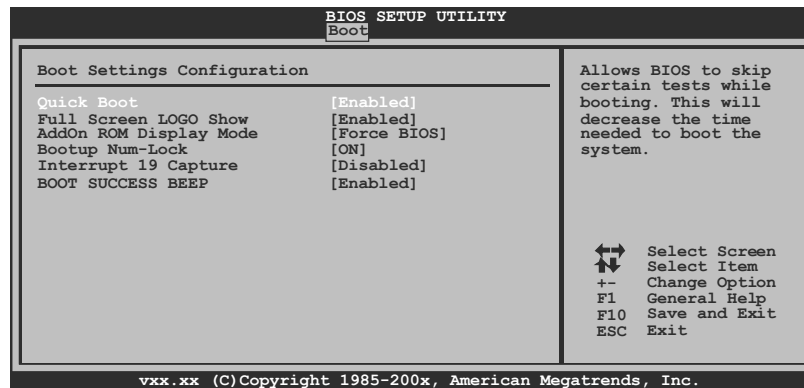 BIOS SETUP UTILITY
Boot
Boot Settings Configuration
Quick Boot [Enabled]
Full Screen LOGO Show [Enabled]
AddOn ROM Display Mode [Force BIOS]
Bootup Num-Lock [ON]
Interrupt 19 Capture [Disabled]
BOOT SUCCESS BEEP [Enabled]
Allows BIOS to skip
certain tests while
booting. This will
decrease the time
needed to boot the
system.
Select Screen
Select Item
+- Change Option
F1 General Help
F10 Save and Exit
ESC Exit
vxx.xx (C)Copyright 1985-200x, American Megatrends, Inc.